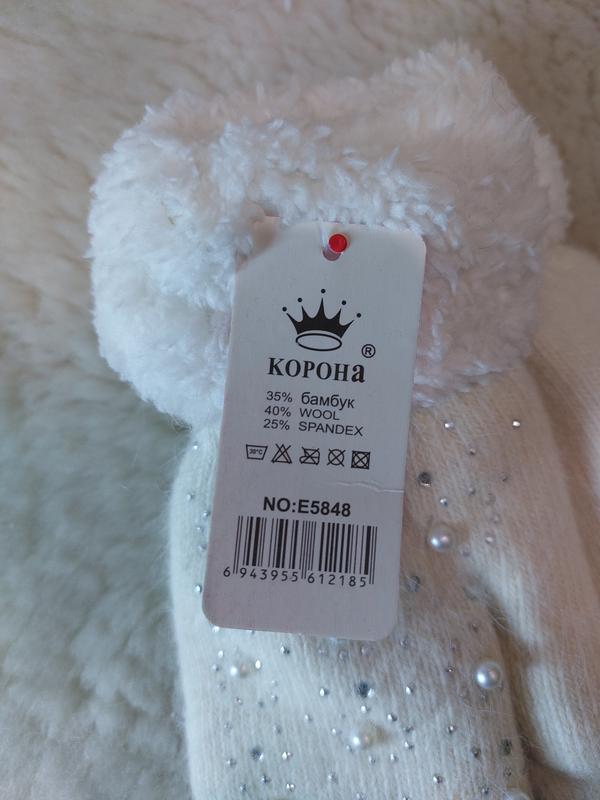 ®
КОРОНа
35% бамбук
40% WOOL
25% SPANDEX
30°C
NO:E5848
6 943955 612185